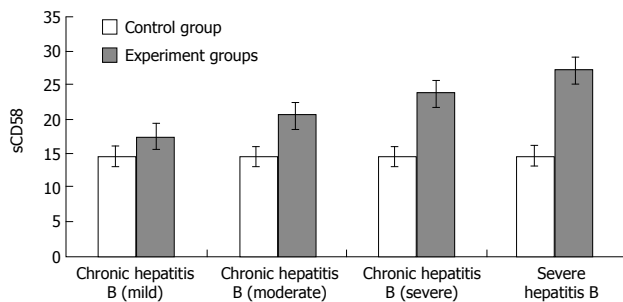 35
30
25
20
15
10
5
0
sCD58
Control group
Experiment groups
Chronic hepatitis
B (mild)
Chronic hepatitis
B (moderate)
Chronic hepatitis
B (severe)
Severe
hepatitis B